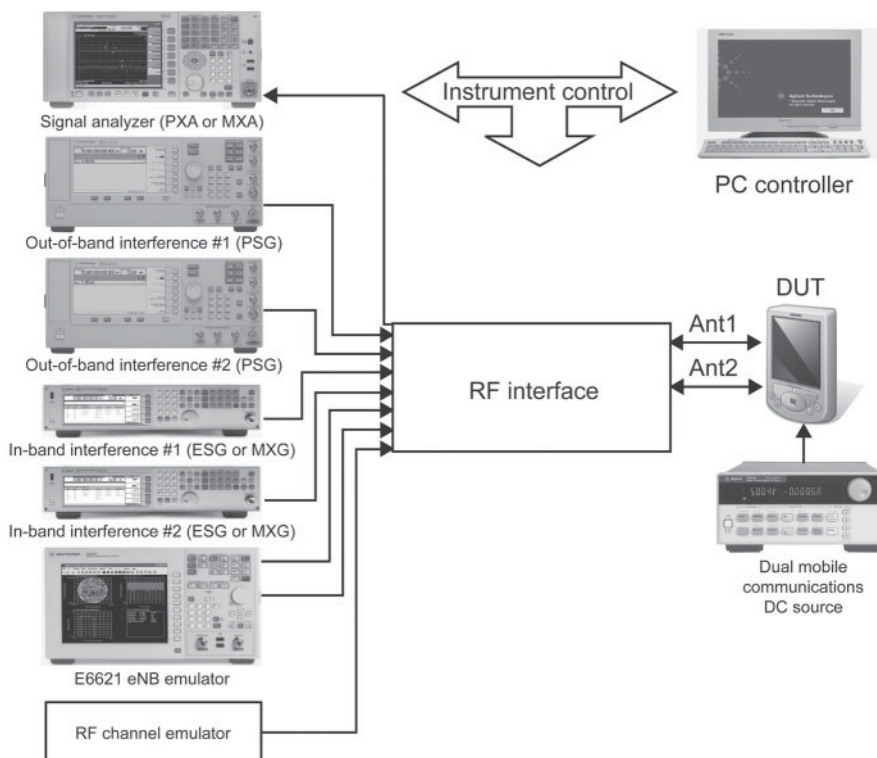 Signal analyzer (PXA or MXA)
Out-of-band interference #1 (PSG)
Out-of-band interference #2 (PSG)
In-band interference #1 (ESG or MXG)
In-band interference #2 (ESG or MXG)
E6621 eNB emulator
RF channel emulator
Instrument control
Agilent Technologies
PC controller
RF interface
Ant1
Ant2
DUT
Dual mobile
communications
DC source